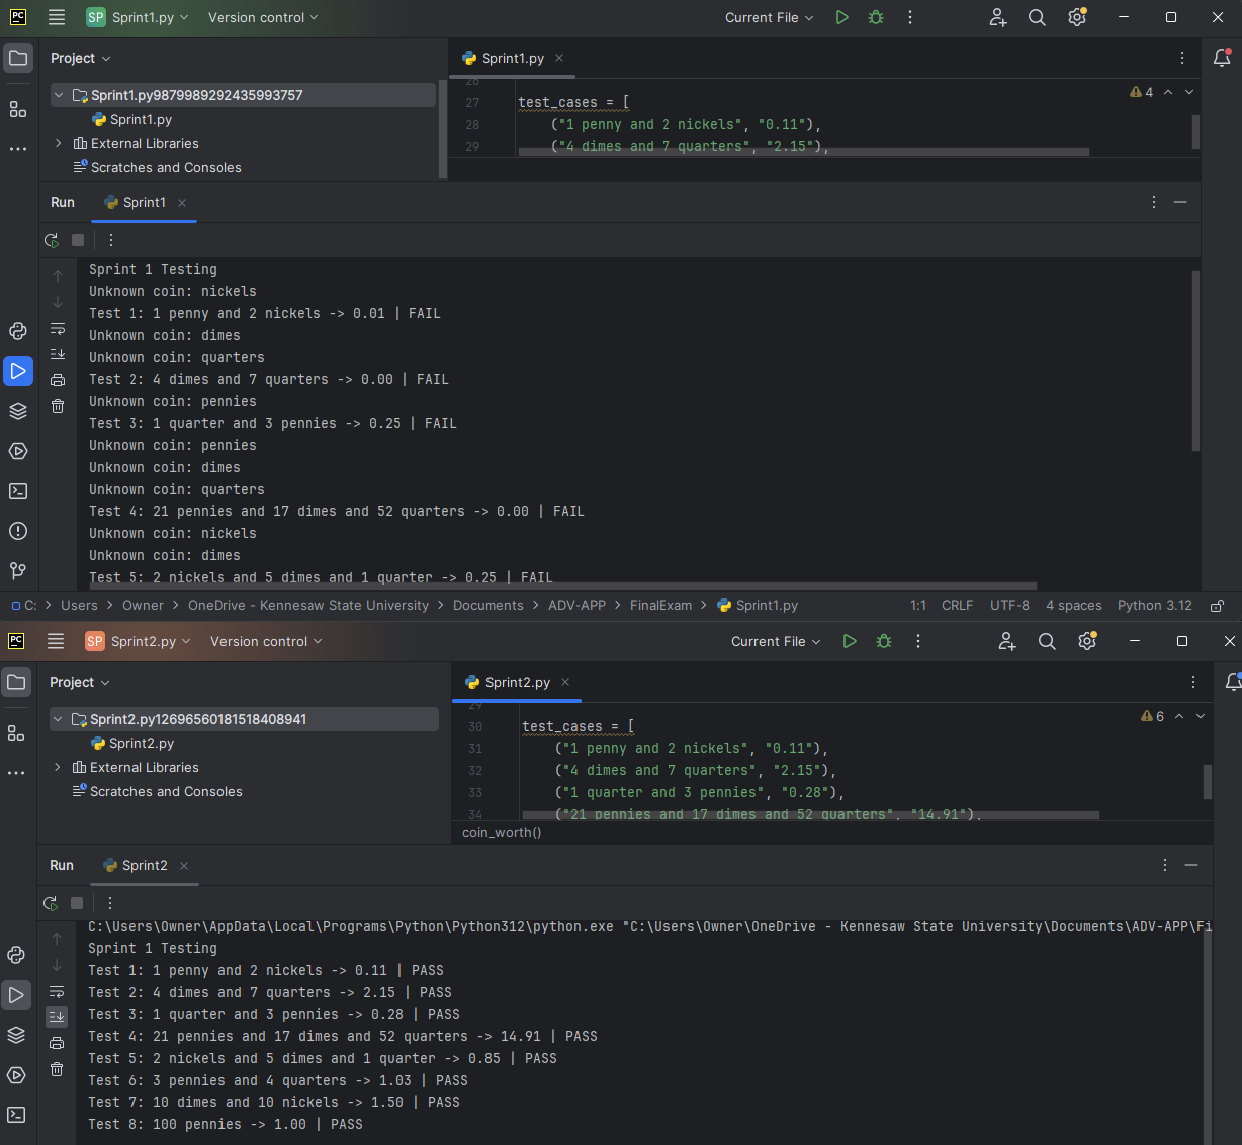 PC SP Sprint1.py Version control Current File
Project
Sprint1.py
Sprint1.py9879989292435993757
Sprint1.py
External Libraries
Scratches and Consoles
26
27 test_cases = [
28 ("1 penny and 2 nickels", "0.11"),
29 ("4 dimes and 7 quarters", "2.15"),
4
Run Sprint1
Sprint 1 Testing
Unknown coin: nickels
Test 1: 1 penny and 2 nickels -> 0.01 | FAIL
Unknown coin: dimes
Unknown coin: quarters
Test 2: 4 dimes and 7 quarters -> 0.00 | FAIL
Unknown coin: pennies
Test 3: 1 quarter and 3 pennies -> 0.25 | FAIL
Unknown coin: pennies
Unknown coin: dimes
Unknown coin: quarters
Test 4: 21 pennies and 17 dimes and 52 quarters -> 0.00 | FAIL
Unknown coin: nickels
Unknown coin: dimes
Test 5: 2 nickels and 5 dimes and 1 quarter -> 0.25 | FAIL
C: > Users > Owner > OneDrive - Kennesaw State University > Documents > ADV-APP > FinalExam > Sprint1.py 1:1 CRLF UTF-8 4 spaces Python 3.12
PC SP Sprint2.py Version control Current File
Project
Sprint2.py
Sprint2.py12696560181518408941
Sprint2.py
External Libraries
Scratches and Consoles
29
30 test_cases = [
31 ("1 penny and 2 nickels", "0.11"),
32 ("4 dimes and 7 quarters", "2.15"),
33 ("1 quarter and 3 pennies", "0.28"),
34 ("21 pennies and 17 dimes and 52 quarters", "14.91"),
6
coin_worth()
Run Sprint2
C:\Users\Owner\AppData\Local\Programs\Python\Python312\python.exe "C:\Users\Owner\OneDrive - Kennesaw State University\Documents\ADV-APP\Fi
Sprint 1 Testing
Test 1: 1 penny and 2 nickels -> 0.11 | PASS
Test 2: 4 dimes and 7 quarters -> 2.15 | PASS
Test 3: 1 quarter and 3 pennies -> 0.28 | PASS
Test 4: 21 pennies and 17 dimes and 52 quarters -> 14.91 | PASS
Test 5: 2 nickels and 5 dimes and 1 quarter -> 0.85 | PASS
Test 6: 3 pennies and 4 quarters -> 1.03 | PASS
Test 7: 10 dimes and 10 nickels -> 1.50 | PASS
Test 8: 100 pennies -> 1.00 | PASS